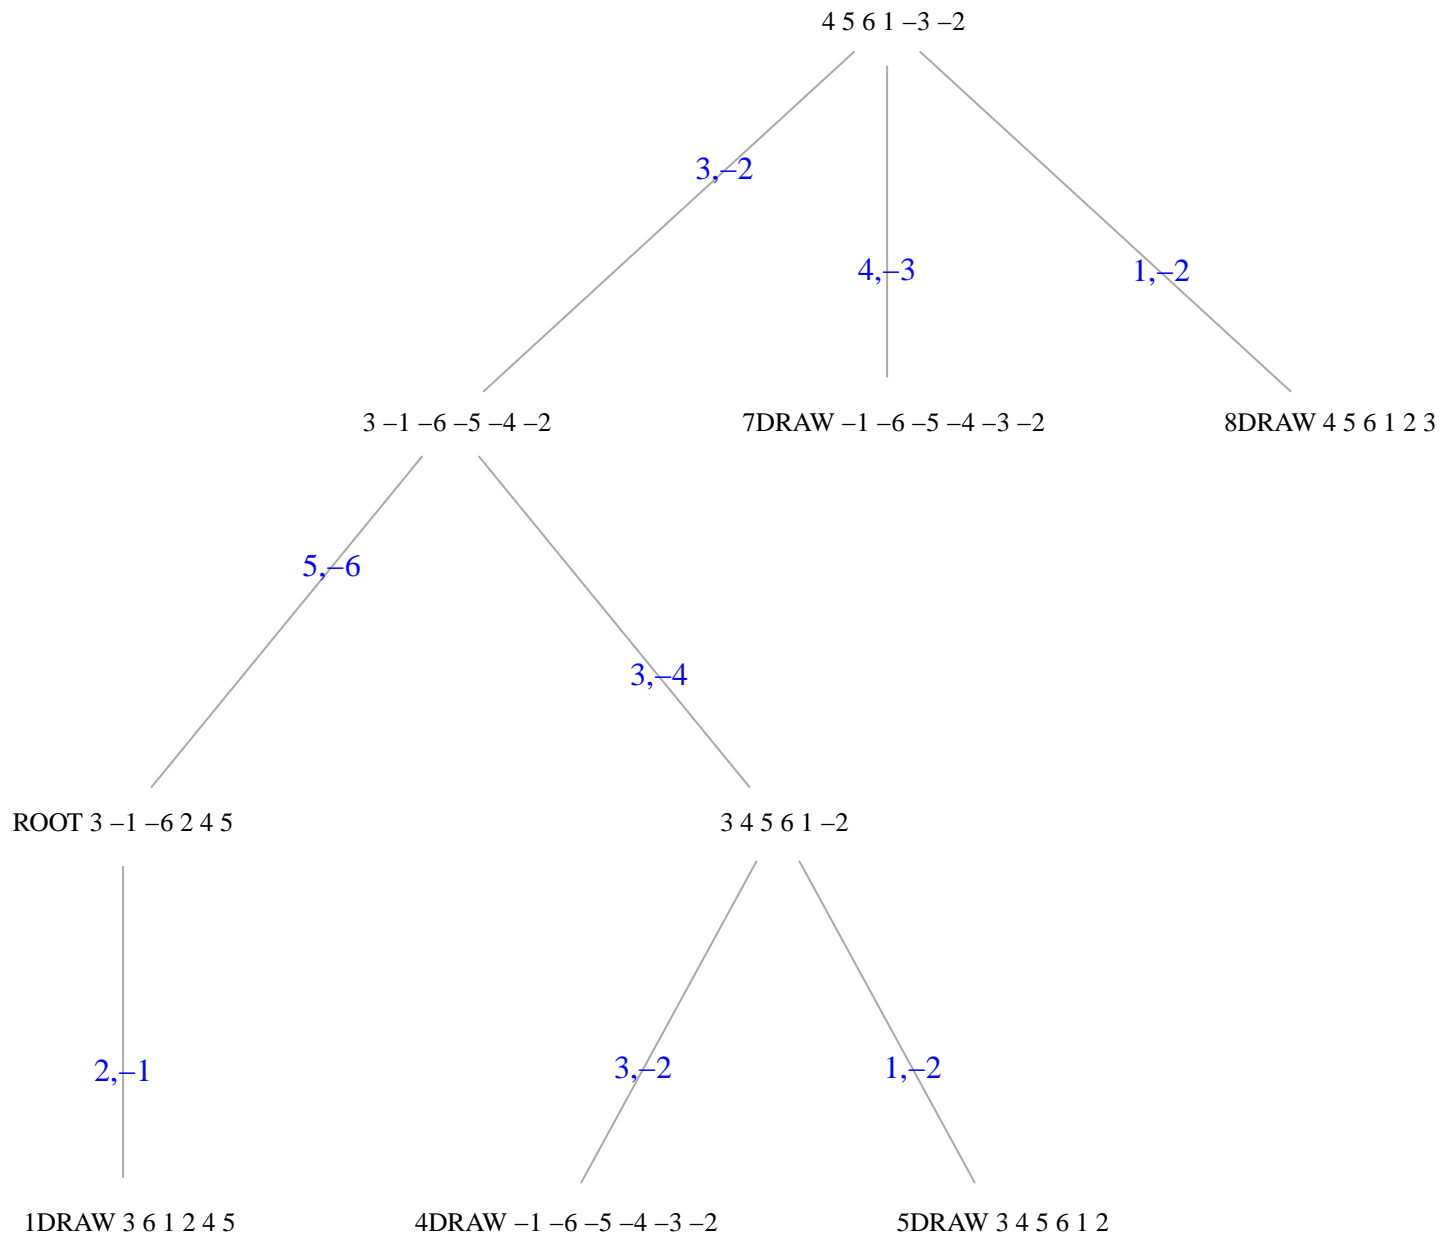 4 5 6 1 –3 –2
3,–2
4,–3
1,–2
3 –1 –6 –5 –4 –2
7DRAW –1 –6 –5 –4 –3 –2
8DRAW 4 5 6 1 2 3
5,–6
3,–4
ROOT 3 –1 –6 2 4 5
3 4 5 6 1 –2
2,–1
3,–2
1,–2
1DRAW 3 6 1 2 4 5
4DRAW –1 –6 –5 –4 –3 –2
5DRAW 3 4 5 6 1 2